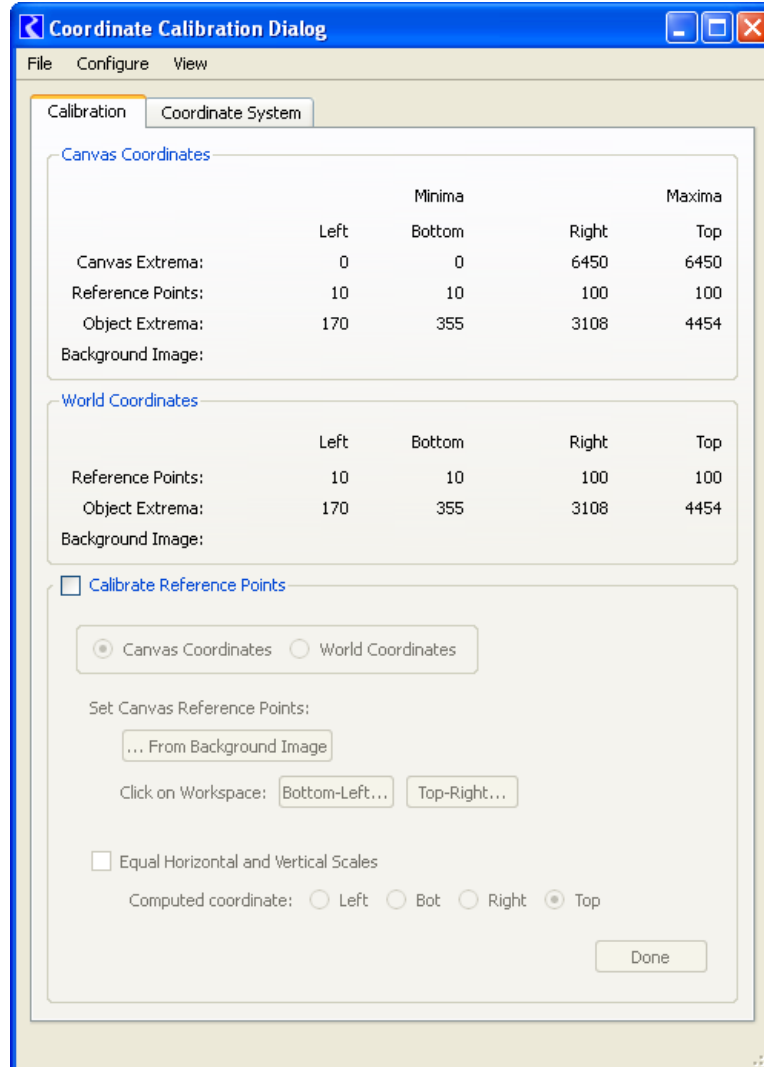 Coordinate Calibration Dialog
File Configure View
Calibration Coordinate System
Canvas Coordinates
Minima Maxima
Left Bottom Right Top
Canvas Extrema: 0 0 6450 6450
Reference Points: 10 10 100 100
Object Extrema: 170 355 3108 4454
Background Image:
World Coordinates
Left Bottom Right Top
Reference Points: 10 10 100 100
Object Extrema: 170 355 3108 4454
Background Image:
Calibrate Reference Points
Canvas Coordinates World Coordinates
Set Canvas Reference Points:
... From Background Image
Click on Workspace: Bottom-Left... Top-Right...
Equal Horizontal and Vertical Scales
Computed coordinate: Left Bot Right Top
Done